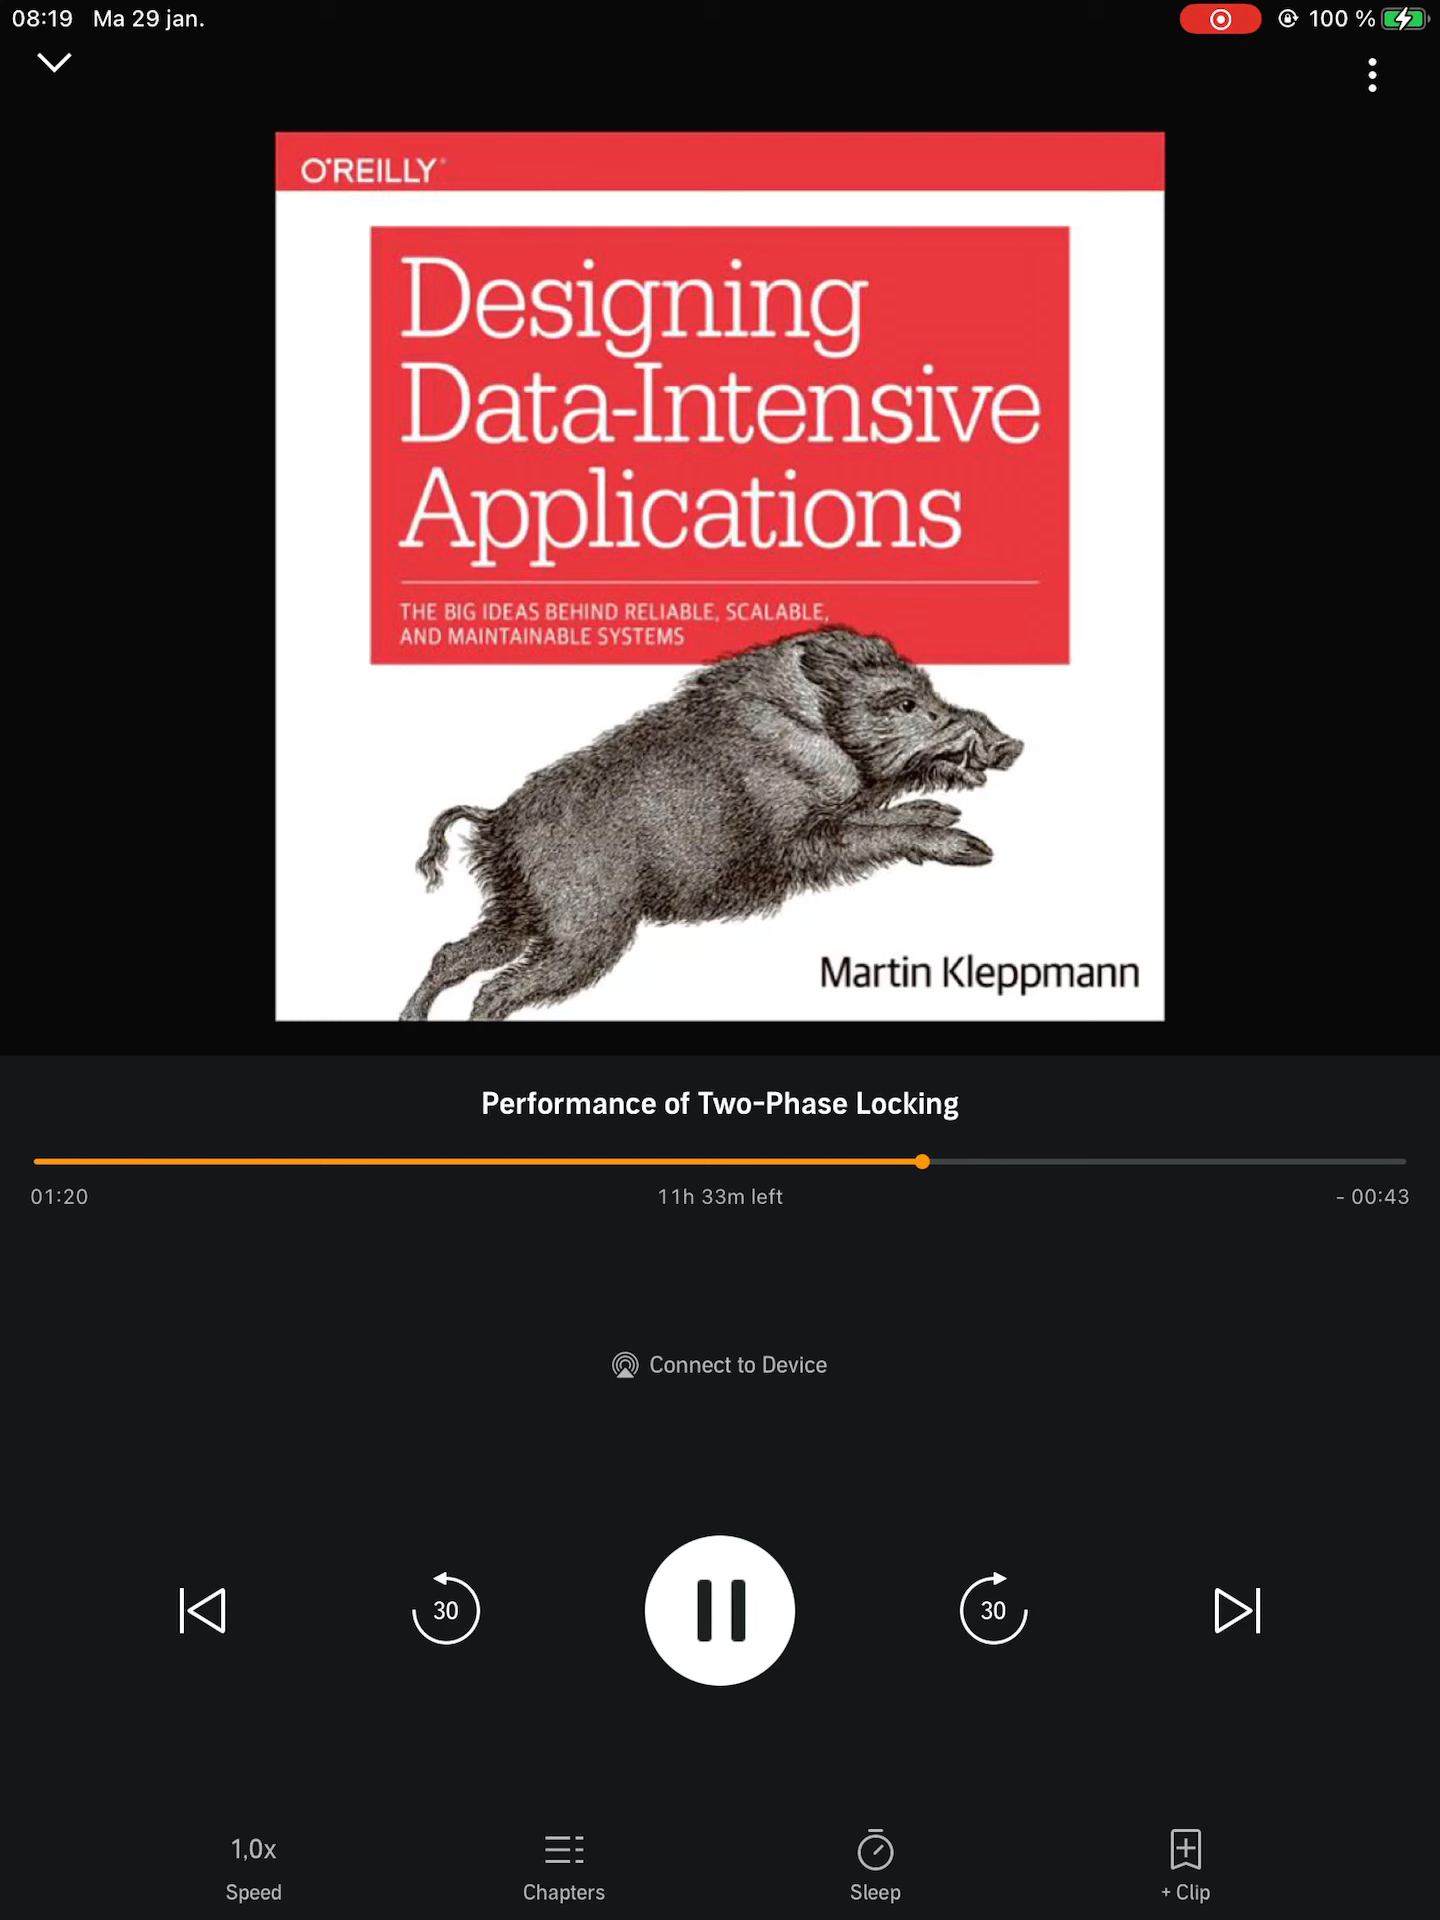 08:19 Ma 29 jan. 100 %
O'REILLY®
Designing
Data-Intensive
Applications
THE BIG IDEAS BEHIND RELIABLE, SCALABLE,
AND MAINTAINABLE SYSTEMS
Martin Kleppmann
Performance of Two-Phase Locking
01:20 11h 33m left - 00:43
Connect to Device
30 30
1,0x
Speed Chapters Sleep + Clip